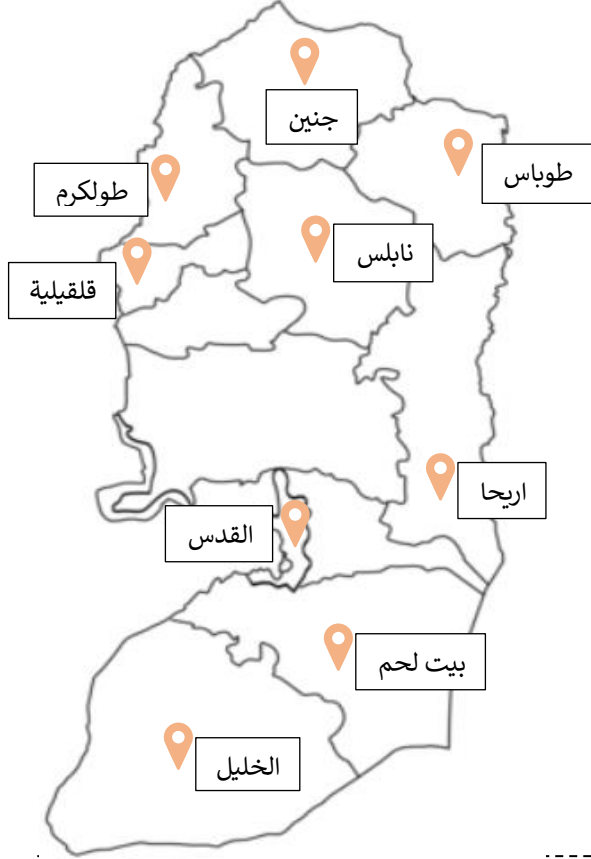 جنين
طوباس
طولكرم
نابلس
قلقيلية
اريحا
القدس
بيت لحم
الخليل